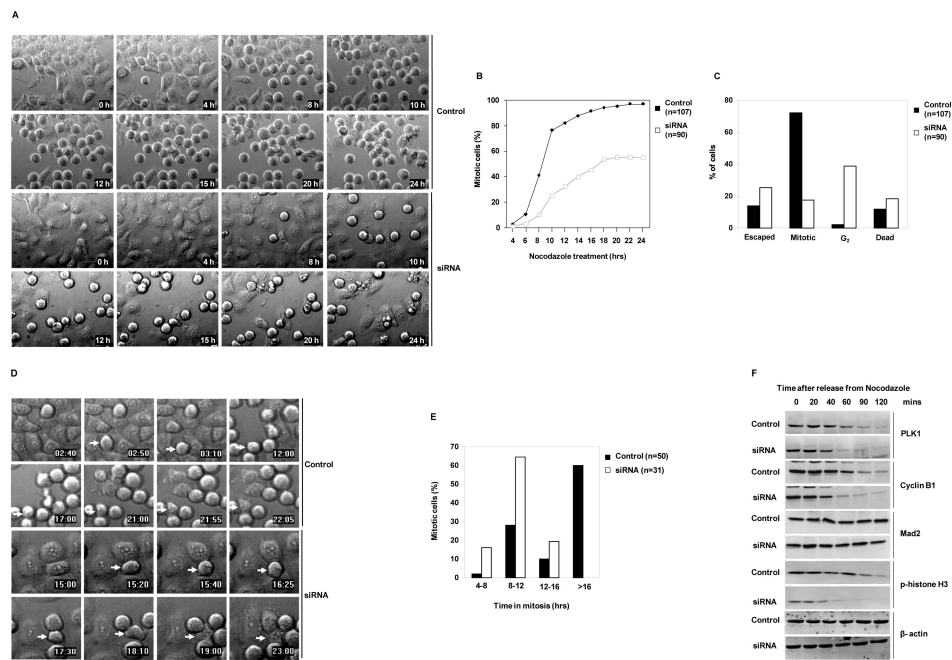 A
0 h
4 h
8 h
10 h
12 h
15 h
20 h
24 h
Control
0 h
4 h
8 h
10 h
12 h
15 h
20 h
24 h
siRNA
B
Mitotic cells (%)
100
80
60
40
20
0
4 6 8 10 12 14 16 18 20 22 24
Nocodazole treatment (hrs)
Control
(n=107)
siRNA
(n=90)
C
% of cells
80
60
40
20
0
Escaped Mitotic G₂ Dead
Control
(n=107)
siRNA
(n=90)
D
02:40
02:50
03:10
12:00
17:00
21:00
21:55
22:05
Control
15:00
15:20
15:40
16:25
17:30
18:10
19:00
23:00
siRNA
E
Mitotic cells (%)
70
60
50
40
30
20
10
0
4-8 8-12 12-16 >16
Time in mitosis (hrs)
Control (n=50)
siRNA (n=31)
F
Time after release from Nocodazole
0 20 40 60 90 120 mins
Control
siRNA
PLK1
Control
siRNA
Cyclin B1
Control
siRNA
Mad2
Control
siRNA
p-histone H3
Control
siRNA
β- actin